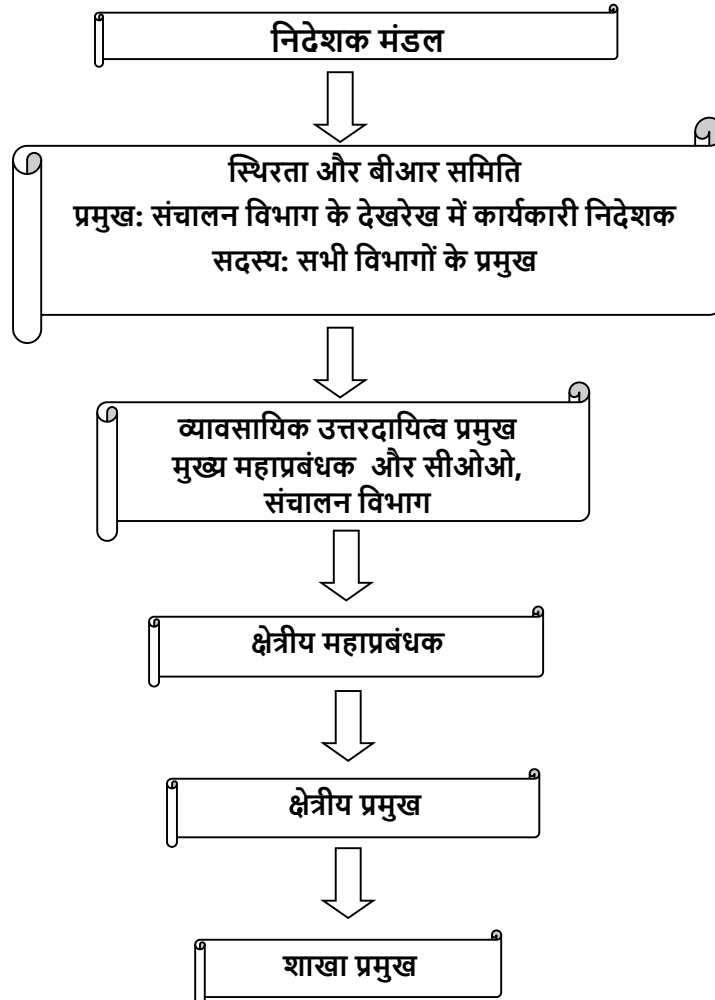 निदेशक मंडल
स्थिरता और बीआर समिति
प्रमुख: संचालन विभाग के देखरेख में कार्यकारी निदेशक
सदस्य: सभी विभागों के प्रमुख
व्यावसायिक उत्तरदायित्व प्रमुख
मुख्य महाप्रबंधक और सीओओ,
संचालन विभाग
क्षेत्रीय महाप्रबंधक
क्षेत्रीय प्रमुख
शाखा प्रमुख